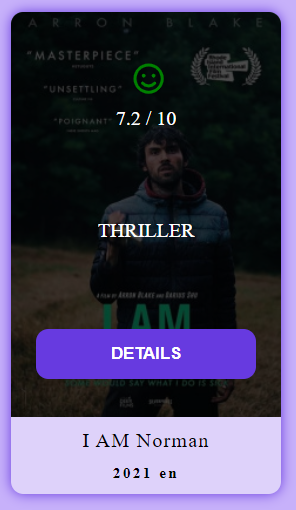 ARRON BLAKE
"MASTERPIECE"
"UNSETTLING"
"POIGNANT"
7.2 / 10
THRILLER
A FILM BY ARRON BLAKE AND DARIUS SHU
I AM
DETAILS
I AM Norman
2021 en